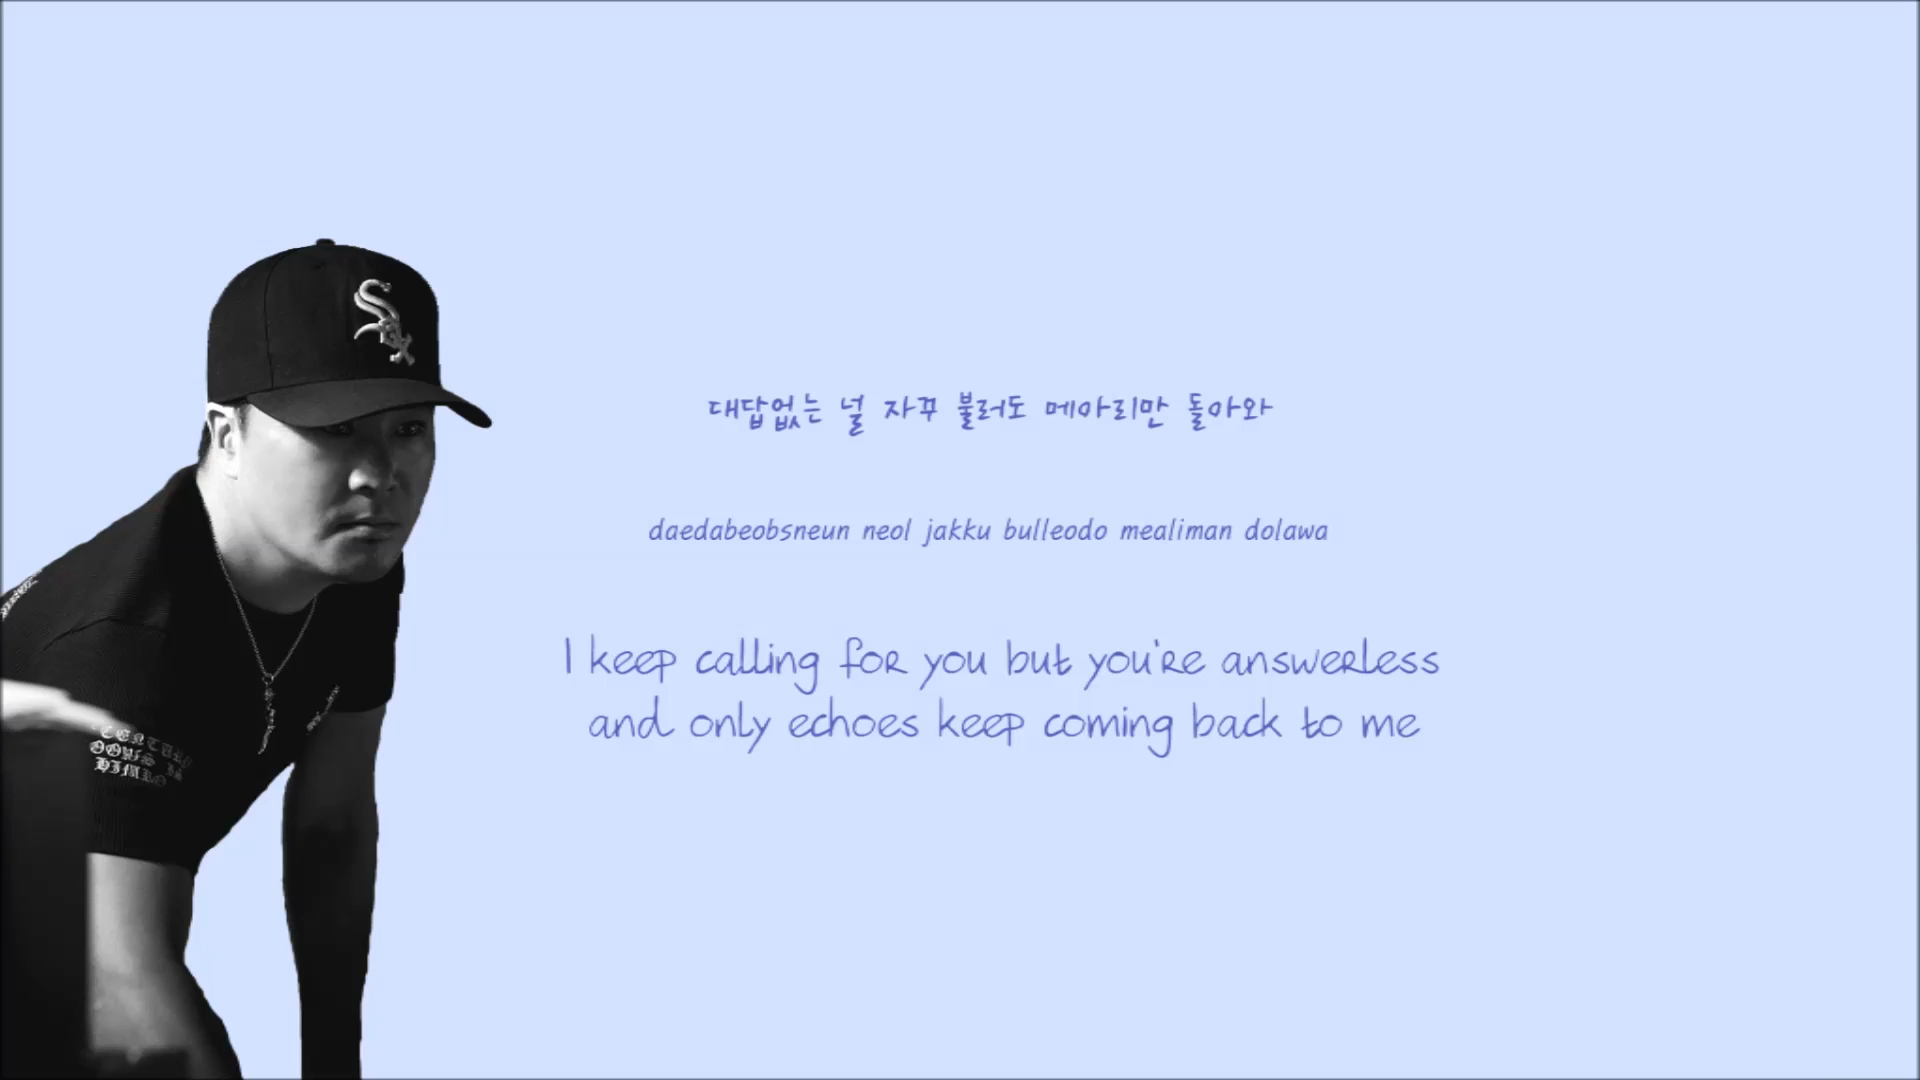 Sox
대답없는 널 자꾸 불러도 메아리만 돌아와
daedabeobsneun neol jakku bulleodo mealiman dolawa
I keep calling for you but you're answerless
and only echoes keep coming back to me